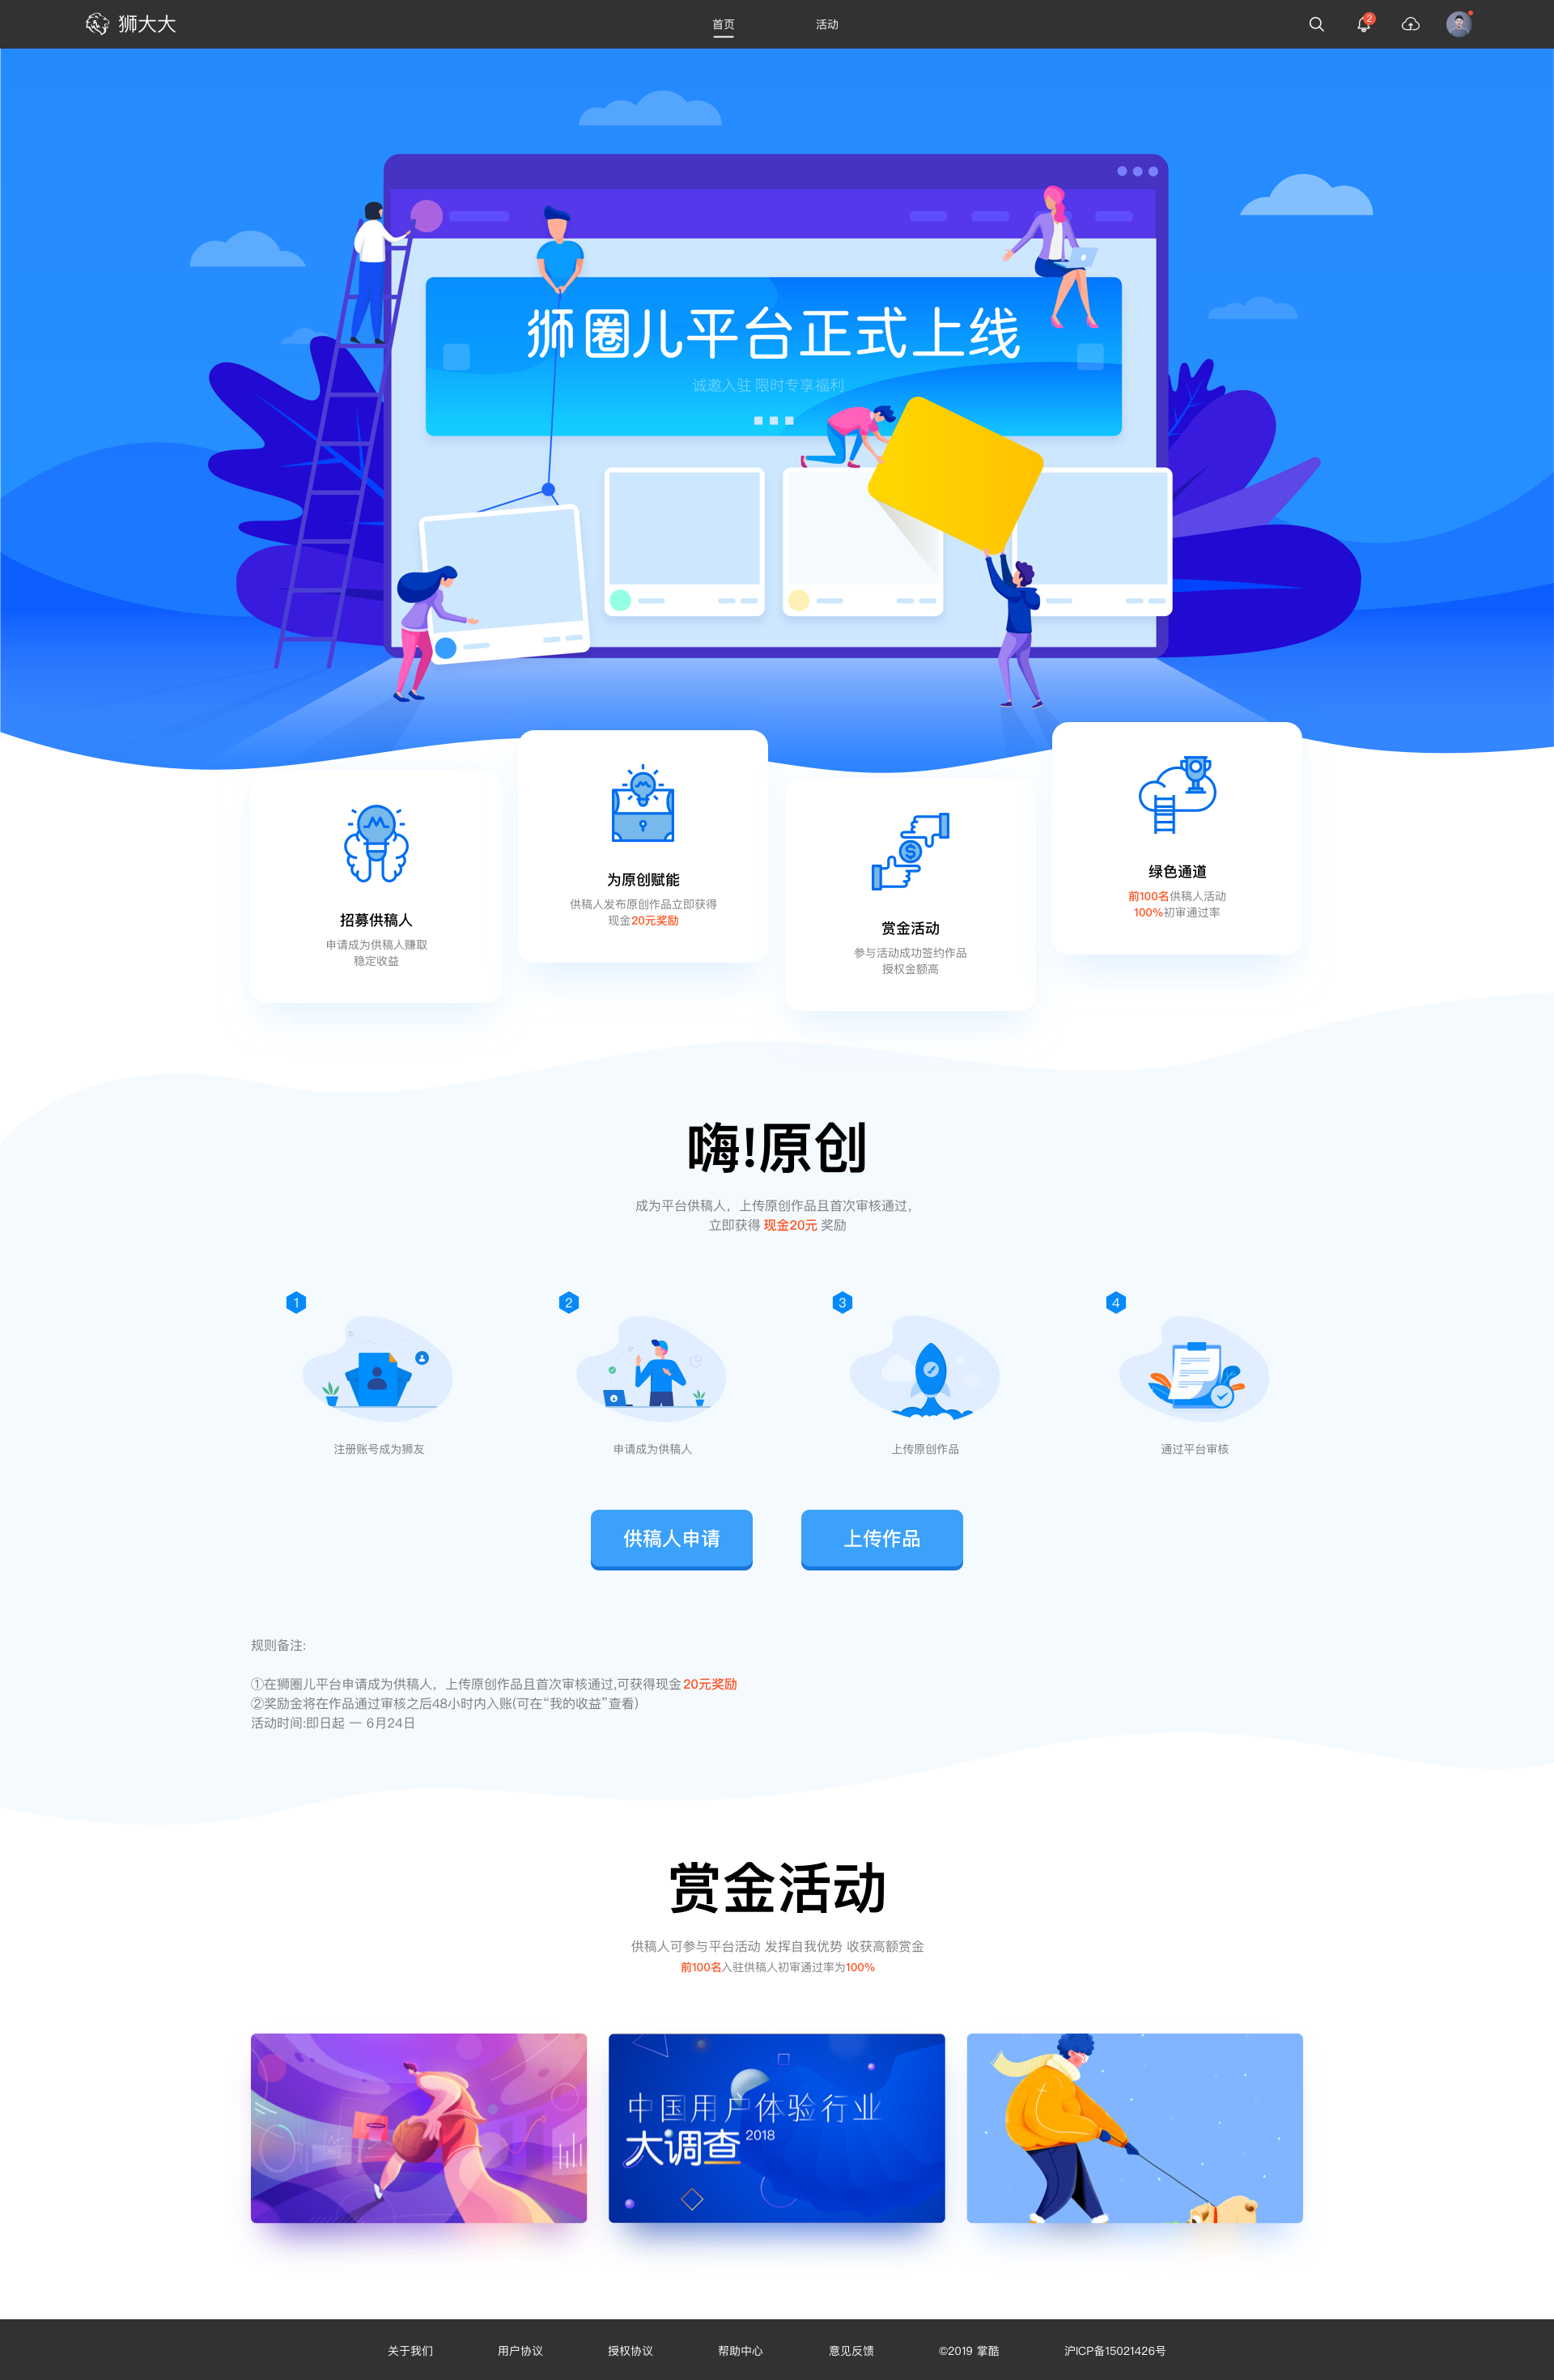 狮大大
首页
活动
2
狮圈儿平台正式上线
诚邀入驻 限时专享福利
招募供稿人
申请成为供稿人赚取
稳定收益
为原创赋能
供稿人发布原创作品立即获得
现金20元奖励
赏金活动
参与活动成功签约作品
授权金额高
绿色通道
前100名供稿人活动
100%初审通过率
嗨!原创
成为平台供稿人，上传原创作品且首次审核通过，
立即获得 现金20元 奖励
1
2
3
4
注册账号成为狮友
申请成为供稿人
上传原创作品
通过平台审核
供稿人申请
上传作品
规则备注:
①在狮圈儿平台申请成为供稿人，上传原创作品且首次审核通过,可获得现金20元奖励
②奖励金将在作品通过审核之后48小时内入账(可在“我的收益”查看)
活动时间:即日起 — 6月24日
赏金活动
供稿人可参与平台活动 发挥自我优势 收获高额赏金
前100名入驻供稿人初审通过率为100%
中国用户体验行业
大调查 2018
关于我们
用户协议
授权协议
帮助中心
意见反馈
©2019 掌酷
沪ICP备15021426号